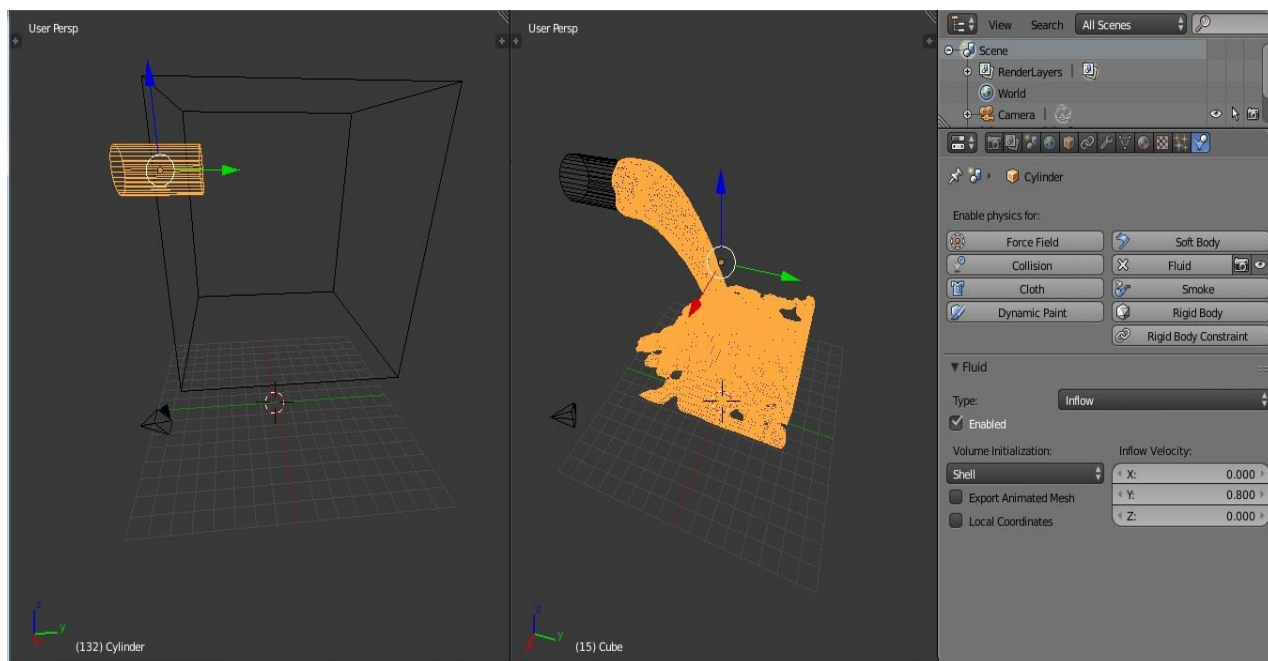 User Persp
z
y
(132) Cylinder
User Persp
z
y
(15) Cube
View Search All Scenes
Scene
RenderLayers |
World
Camera |
Cylinder
Enable physics for:
Force Field Soft Body
Collision Fluid
Cloth Smoke
Dynamic Paint Rigid Body
Rigid Body Constraint
Fluid
Type: Inflow
Enabled
Volume Initialization: Inflow Velocity:
Shell X: 0.000
Export Animated Mesh Y: 0.800
Local Coordinates Z: 0.000